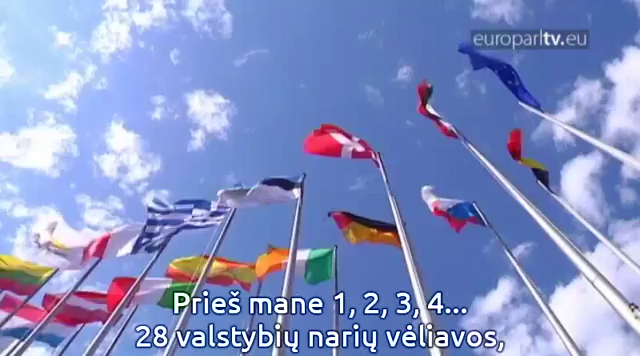 europarltv.eu
Prieš mane 1, 2, 3, 4...
28 valstybių narių vėliavos,